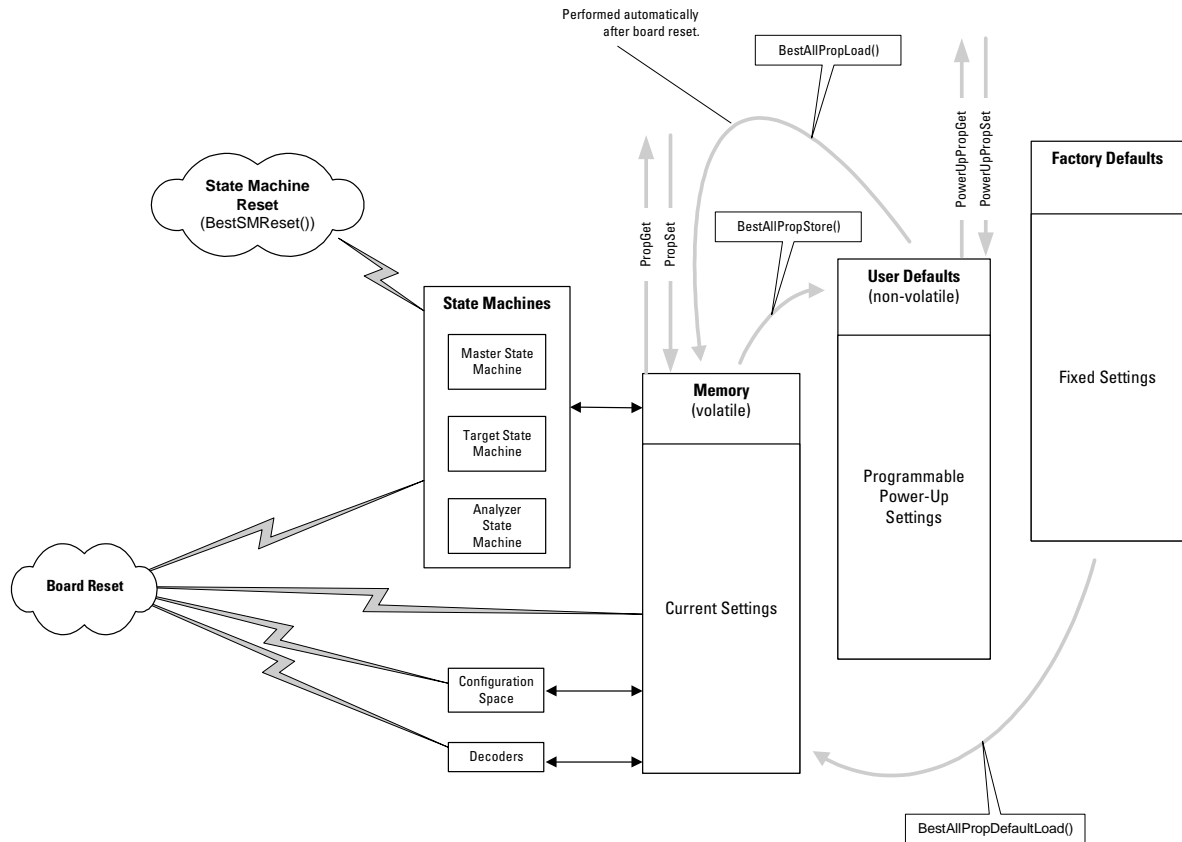 Performed automatically
after board reset.
BestAllPropLoad()
PowerUpPropGet
PowerUpPropSet
Factory Defaults
State Machine
Reset
(BestSMReset())
PropGet
PropSet
BestAllPropStore()
User Defaults
(non-volatile)
State Machines
Master State
Machine
Memory
(volatile)
Fixed Settings
Target State
Machine
Programmable
Power-Up
Settings
Analyzer
State
Machine
Board Reset
Current Settings
Configuration
Space
Decoders
BestAllPropDefaultLoad()